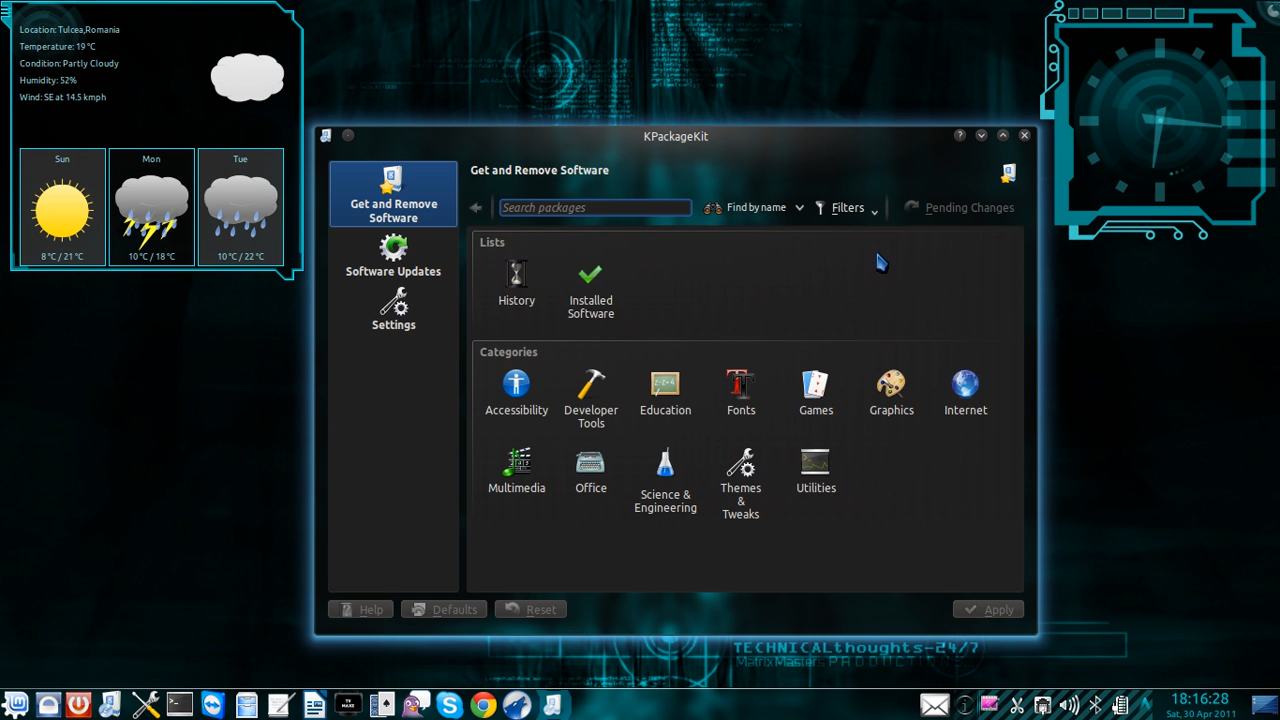 Location: Tulcea,Romania
Temperature: 19 °C
Condition: Partly Cloudy
Humidity: 52%
Wind: SE at 14.5 kmph
Sun
Mon
Tue
8 °C / 21 °C
10 °C / 18 °C
10 °C / 22 °C
KPackageKit
Get and Remove
Software
Software Updates
Settings
Get and Remove Software
Search packages
Find by name
Filters
Pending Changes
Lists
History
Installed
Software
Categories
Accessibility
Developer
Tools
Education
Fonts
Games
Graphics
Internet
Multimedia
Office
Science &
Engineering
Themes
&
Tweaks
Utilities
Help
Defaults
Reset
Apply
TECHNICALthoughts-24/7
MatrixMasters PRODUCTIONS
18:16:28
Sat, 30 Apr 2011